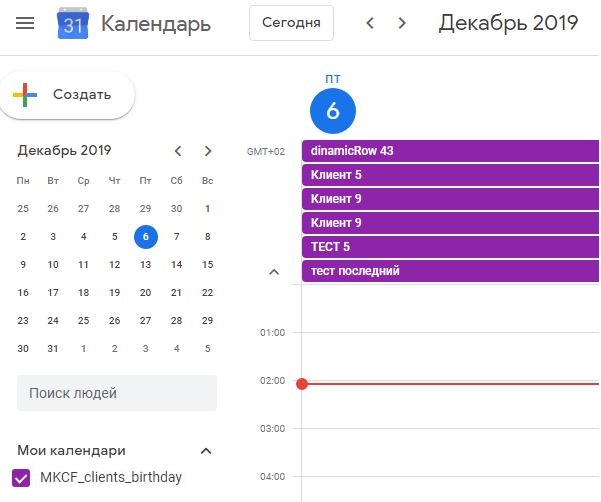 31 Календарь Сегодня Декабрь 2019
Создать
ПТ
6
Декабрь 2019
Пн Вт Ср Чт Пт Сб Вс
25 26 27 28 29 30 1
2 3 4 5 6 7 8
9 10 11 12 13 14 15
16 17 18 19 20 21 22
23 24 25 26 27 28 29
30 31 1 2 3 4 5
Поиск людей
Мои календари
MKCF_clients_birthday
GMT+02
dinamicRow 43
Клиент 5
Клиент 9
Клиент 9
ТЕСТ 5
тест последний
01:00
02:00
03:00
04:00